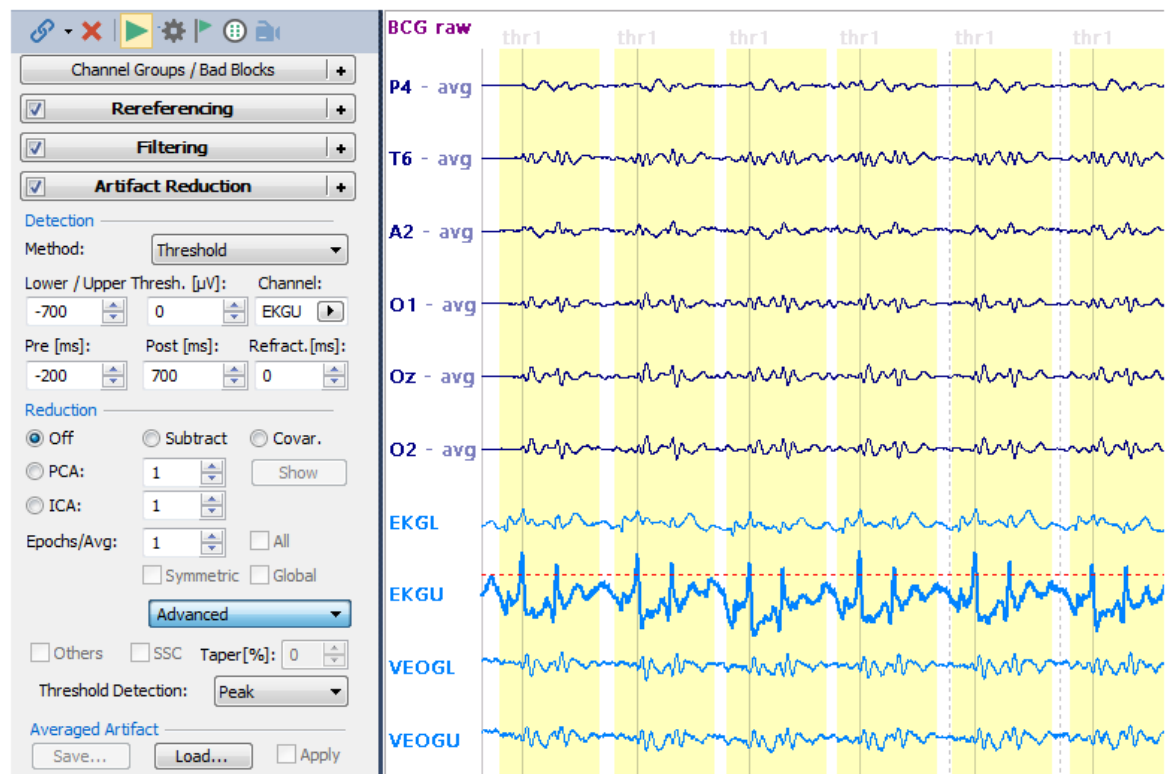 Channel Groups / Bad Blocks +
Rereferencing +
Filtering +
Artifact Reduction +
Detection
Method: Threshold
Lower / Upper Thresh. [µV]: Channel:
-700 0 EKGU
Pre [ms]: Post [ms]: Refract.[ms]:
-200 700 0
Reduction
Off Subtract Covar.
PCA: 1 Show
ICA: 1
Epochs/Avg: 1 All
Symmetric Global
Advanced
Others SSC Taper[%]: 0
Threshold Detection: Peak
Averaged Artifact
Save... Load... Apply
BCG raw
thr1 thr1 thr1 thr1 thr1 thr1
P4 - avg
T6 - avg
A2 - avg
O1 - avg
Oz - avg
O2 - avg
EKGL
EKGU
VEOGL
VEOGU